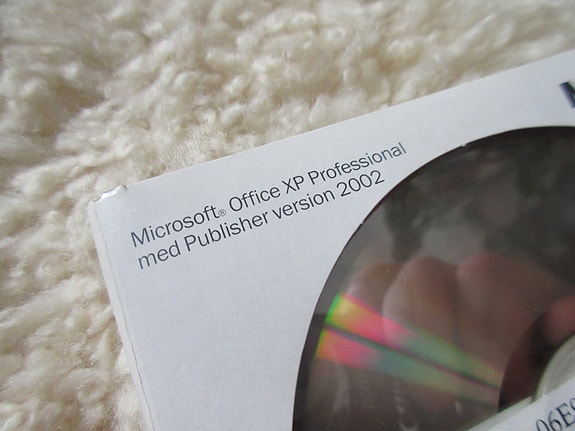 Microsoft® Office XP Professional
med Publisher version 2002